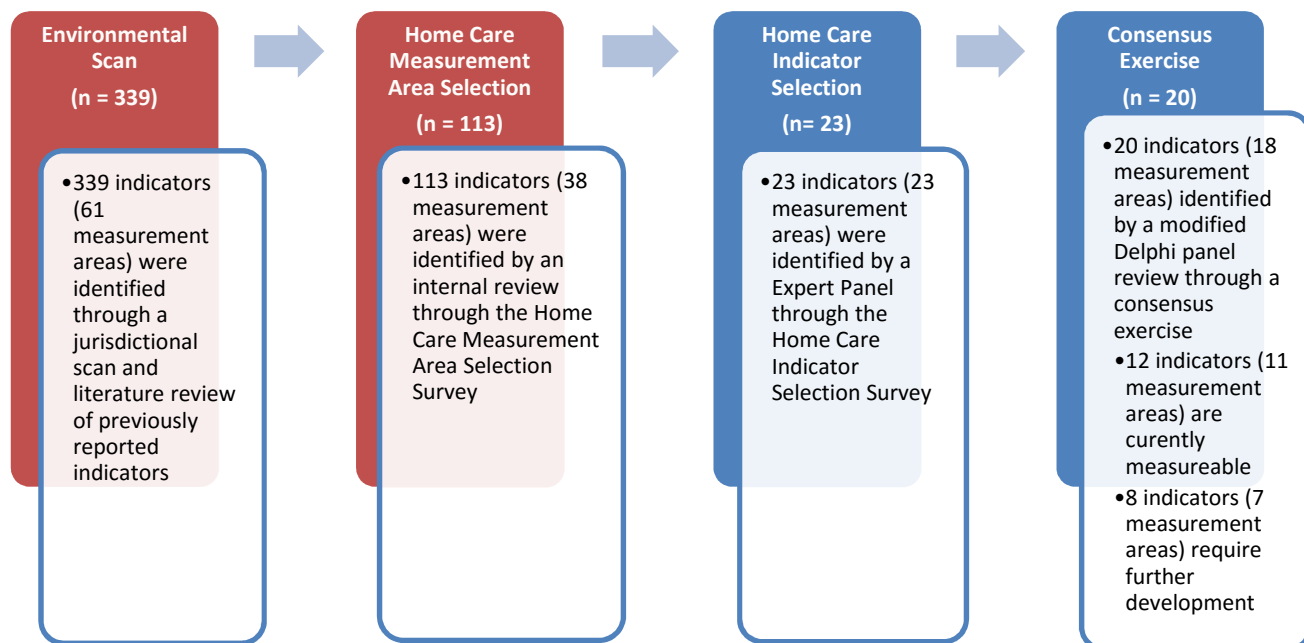 Environmental
Scan
(n = 339)
•339 indicators
(61
measurement
areas) were
identified
through a
jurisdictional
scan and
literature review
of previously
reported
indicators
Home Care
Measurement
Area Selection
(n = 113)
•113 indicators (38
measurement
areas) were
identified by an
internal review
through the Home
Care Measurement
Area Selection
Survey
Home Care
Indicator
Selection
(n= 23)
•23 indicators (23
measurement
areas) were
identified by a
Expert Panel
through the
Home Care
Indicator
Selection Survey
Consensus
Exercise
(n = 20)
•20 indicators (18
measurement
areas) identified
by a modified
Delphi panel
review through a
consensus
exercise
•12 indicators (11
measurement
areas) are
curently
measureable
•8 indicators (7
measurement
areas) require
further
development